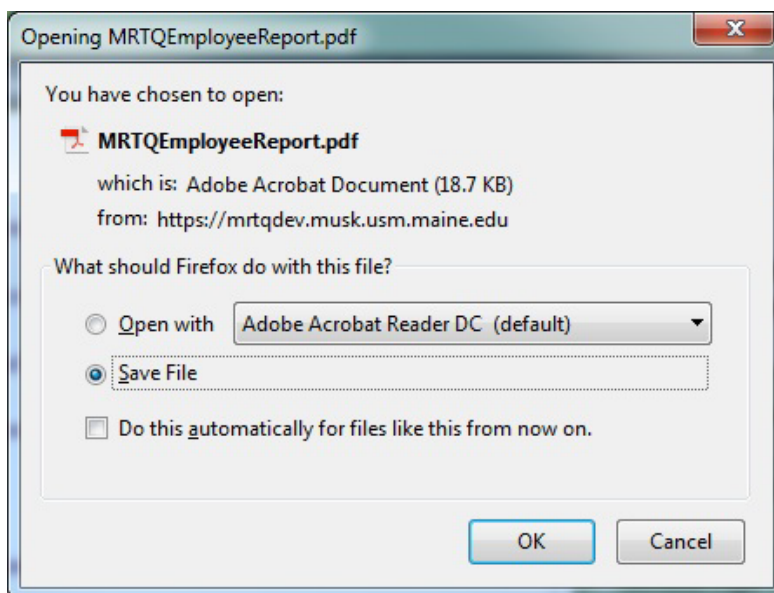 Opening MRTQEmployeeReport.pdf
You have chosen to open:
MRTQEmployeeReport.pdf
which is: Adobe Acrobat Document (18.7 KB)
from: https://mrtqdev.musk.usm.maine.edu
What should Firefox do with this file?
Open with Adobe Acrobat Reader DC (default)
Save File
Do this automatically for files like this from now on.
OK Cancel